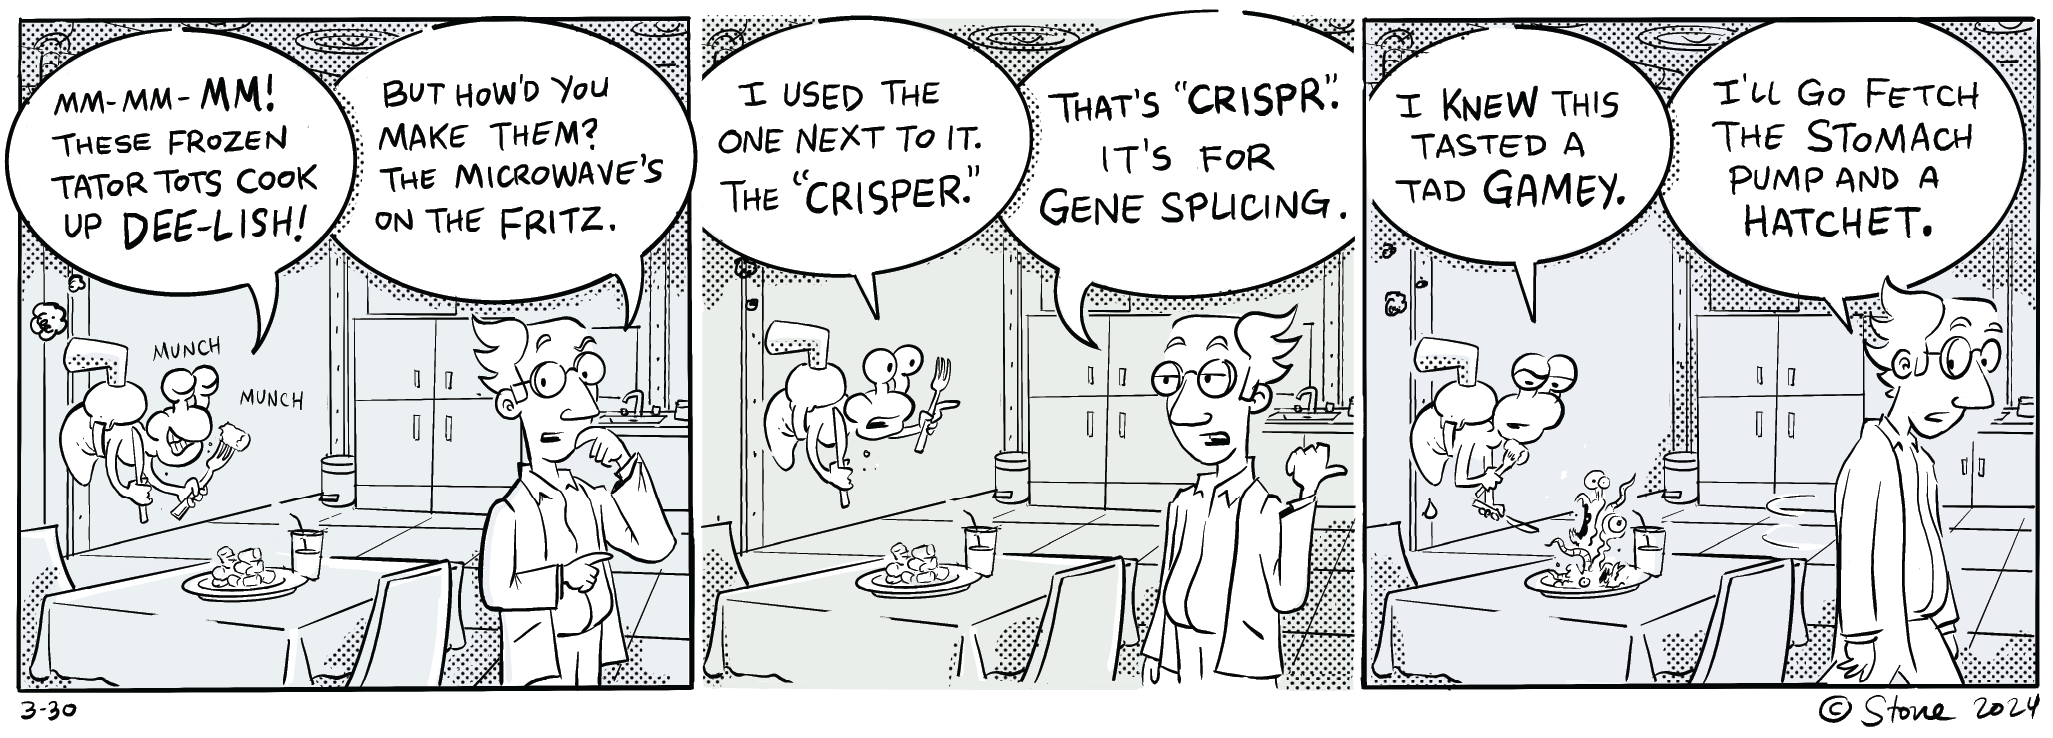 MM-MM-MM!
THESE FROZEN
TATOR TOTS COOK
UP DEE-LISH!
BUT HOW'D YOU
MAKE THEM?
THE MICROWAVE'S
ON THE FRITZ.
MUNCH
MUNCH
I USED THE
ONE NEXT TO IT.
THE "CRISPER."
THAT'S "CRISPR".
IT'S FOR
GENE SPLICING.
I KNEW THIS
TASTED A
TAD GAMEY.
I'LL GO FETCH
THE STOMACH
PUMP AND A
HATCHET.
3-30
© Stone 2024